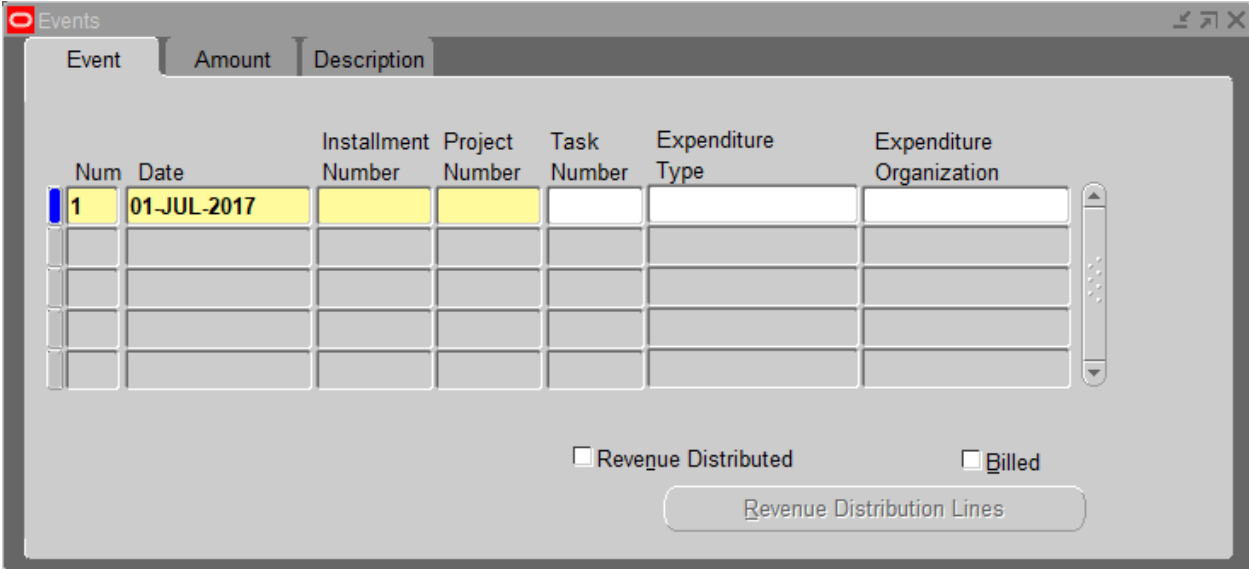 Events
Event Amount Description
Installment Project Task Expenditure Expenditure
Num Date Number Number Number Type Organization
1 01-JUL-2017
Revenue Distributed Billed
Revenue Distribution Lines